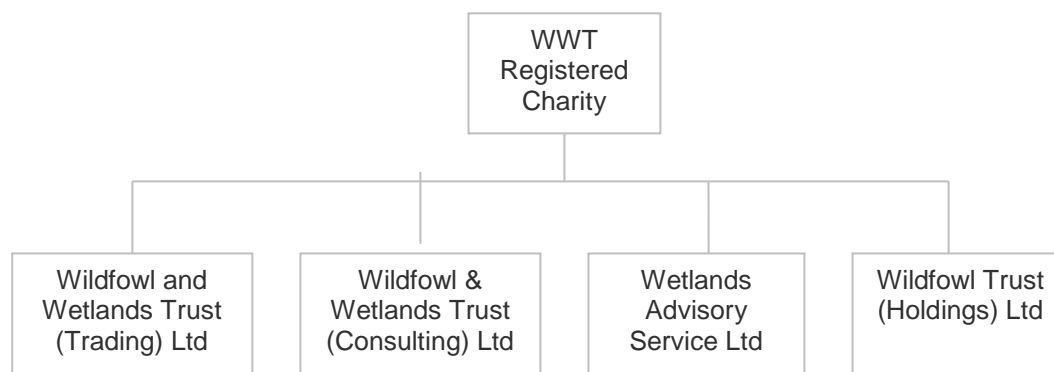 WWT
Registered
Charity
Wildfowl and
Wetlands Trust
(Trading) Ltd
Wildfowl &
Wetlands Trust
(Consulting) Ltd
Wetlands
Advisory
Service Ltd
Wildfowl Trust
(Holdings) Ltd